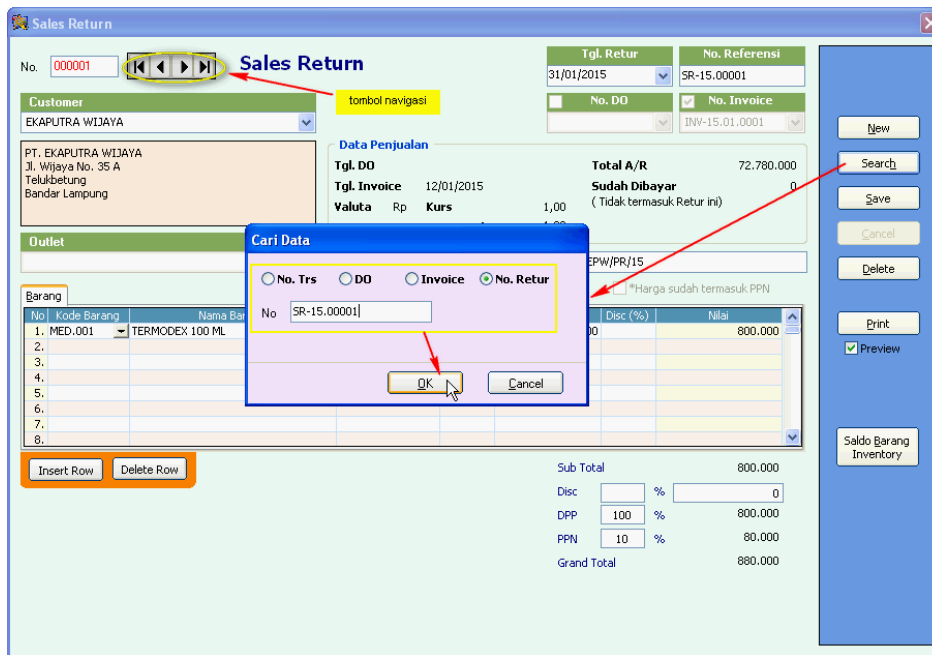 Sales Return
No. 000001
Sales Return
tombol navigasi
Tgl. Retur
No. Referensi
31/01/2015
SR-15.00001
No. DO
No. Invoice
INV-15.01.0001
Customer
EKAPUTRA WIJAYA
PT. EKAPUTRA WIJAYA
Jl. Wijaya No. 35 A
Telukbetung
Bandar Lampung
Data Penjualan
Tgl. DO
Total A/R 72.780.000
Tgl. Invoice 12/01/2015
Sudah Dibayar 0
Valuta Rp Kurs 1,00
( Tidak termasuk Retur ini)
Outlet
EPW/PR/15
*Harga sudah termasuk PPN
Cari Data
No. Trs DO Invoice No. Retur
No SR-15.00001
OK Cancel
Barang
No Kode Barang Nama Bar Disc (%) Nilai
1. MED.001 TERMODEX 100 ML 800.000
2.
3.
4.
5.
6.
7.
8.
Insert Row Delete Row
Sub Total 800.000
Disc % 0
DPP 100 % 800.000
PPN 10 % 80.000
Grand Total 880.000
New
Search
Save
Cancel
Delete
Print
Preview
Saldo Barang
Inventory